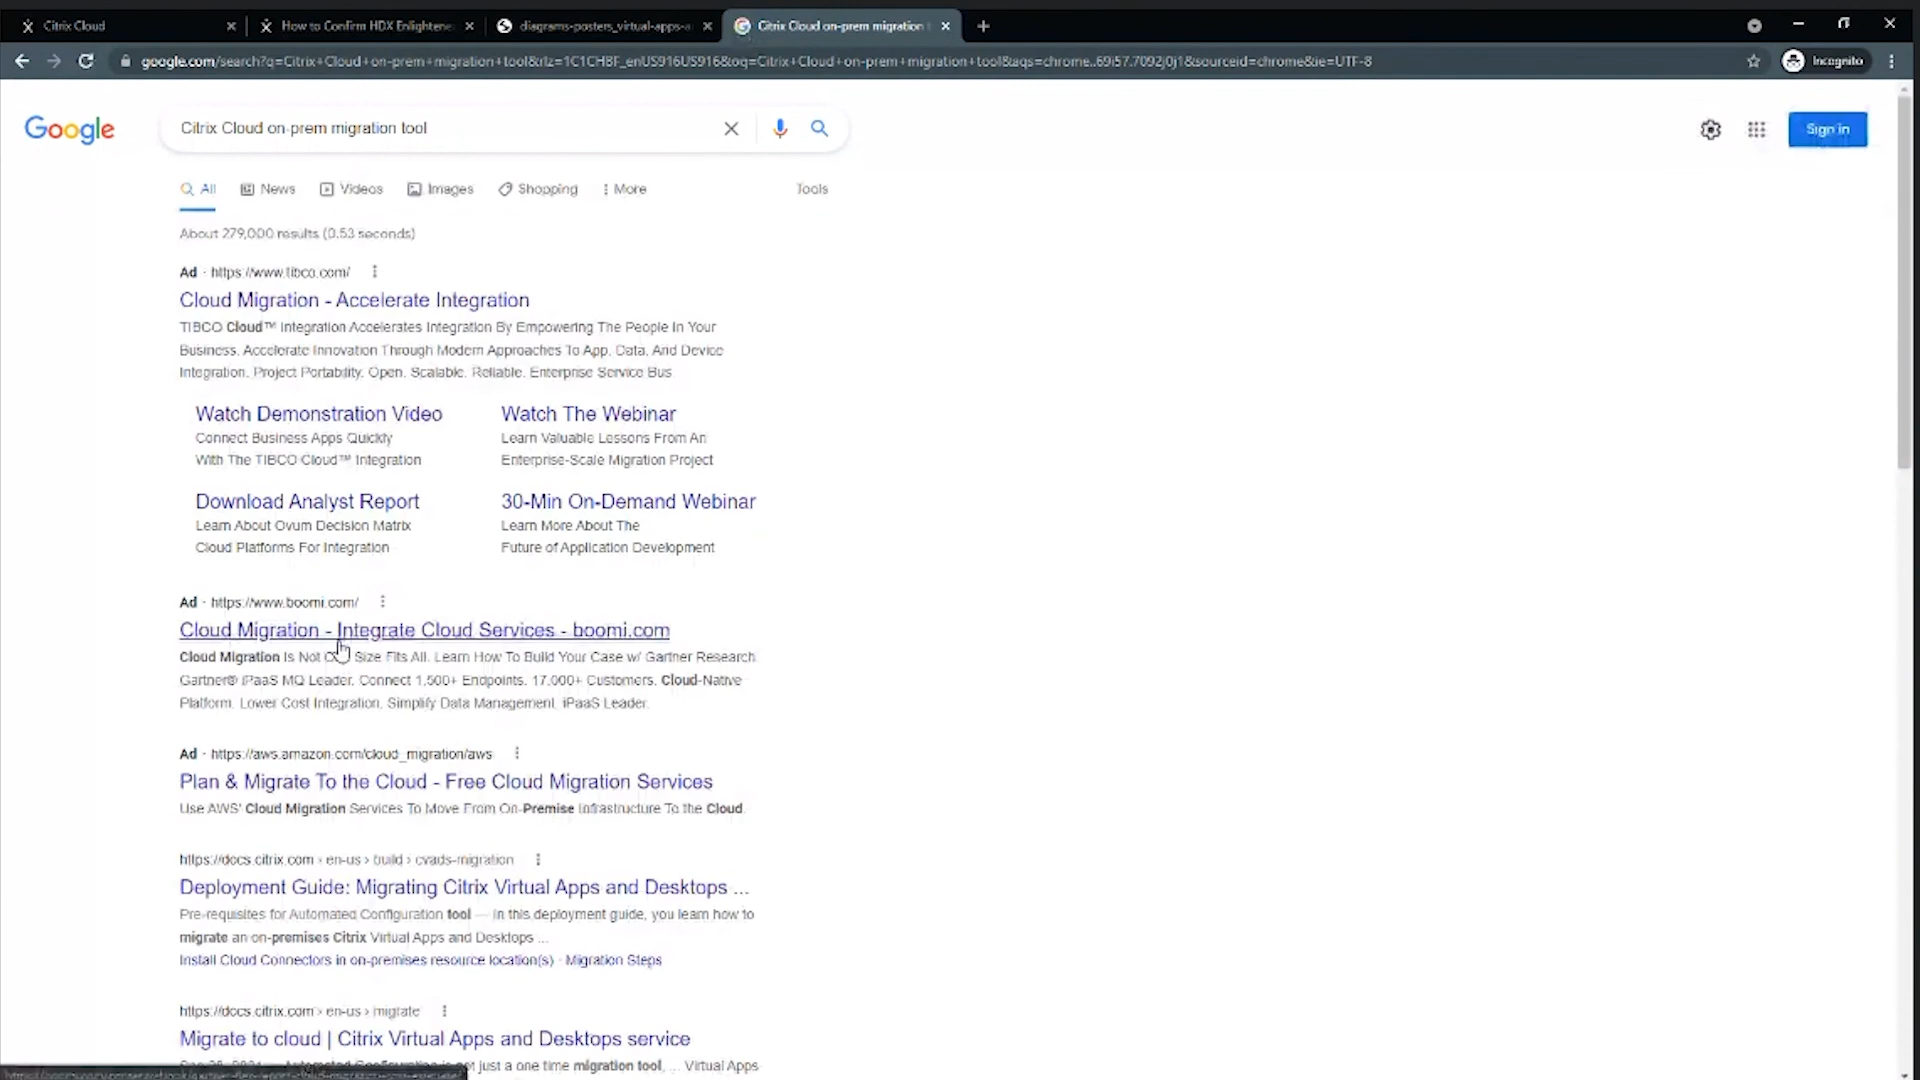 Citrix Cloud
How to Confirm HDX Enlightene
diagrams-posters_virtual-apps-a
Citrix Cloud on-prem migration
google.com/search?q=Citrix+Cloud+on-prem+migration+tool&rlz=1C1CHBF_enUS916US916&oq=Citrix+Cloud+on-prem+migration+tool&aqs=chrome..69i57.7092j0j1&sourceid=chrome&ie=UTF-8
Incognito
Google
Citrix Cloud on-prem migration tool
Sign in
All News Videos Images Shopping More Tools
About 279,000 results (0.53 seconds)
Ad · https://www.tibco.com/
Cloud Migration - Accelerate Integration
TIBCO Cloud™ Integration Accelerates Integration By Empowering The People In Your
Business. Accelerate Innovation Through Modern Approaches To App, Data, And Device
Integration. Project Portability. Open. Scalable. Reliable. Enterprise Service Bus
Watch Demonstration Video
Connect Business Apps Quickly
With The TIBCO Cloud™ Integration
Watch The Webinar
Learn Valuable Lessons From An
Enterprise-Scale Migration Project
Download Analyst Report
Learn About Ovum Decision Matrix
Cloud Platforms For Integration
30-Min On-Demand Webinar
Learn More About The
Future of Application Development
Ad · https://www.boomi.com/
Cloud Migration - Integrate Cloud Services - boomi.com
Cloud Migration Is Not Size Fits All. Learn How To Build Your Case w/ Gartner Research.
Gartner® iPaaS MQ Leader. Connect 1,500+ Endpoints. 17,000+ Customers. Cloud-Native
Platform. Lower Cost Integration. Simplify Data Management. iPaaS Leader.
Ad · https://aws.amazon.com/cloud_migration/aws
Plan & Migrate To the Cloud - Free Cloud Migration Services
Use AWS' Cloud Migration Services To Move From On-Premise Infrastructure To the Cloud.
https://docs.citrix.com › en-us › build › cvads-migration
Deployment Guide: Migrating Citrix Virtual Apps and Desktops ...
Pre-requisites for Automated Configuration tool — In this deployment guide, you learn how to
migrate an on-premises Citrix Virtual Apps and Desktops ...
Install Cloud Connectors in on-premises resource location(s) · Migration Steps
https://docs.citrix.com › en-us › migrate
Migrate to cloud | Citrix Virtual Apps and Desktops service
Automated Configuration is not just a one time migration tool, ... Virtual Apps